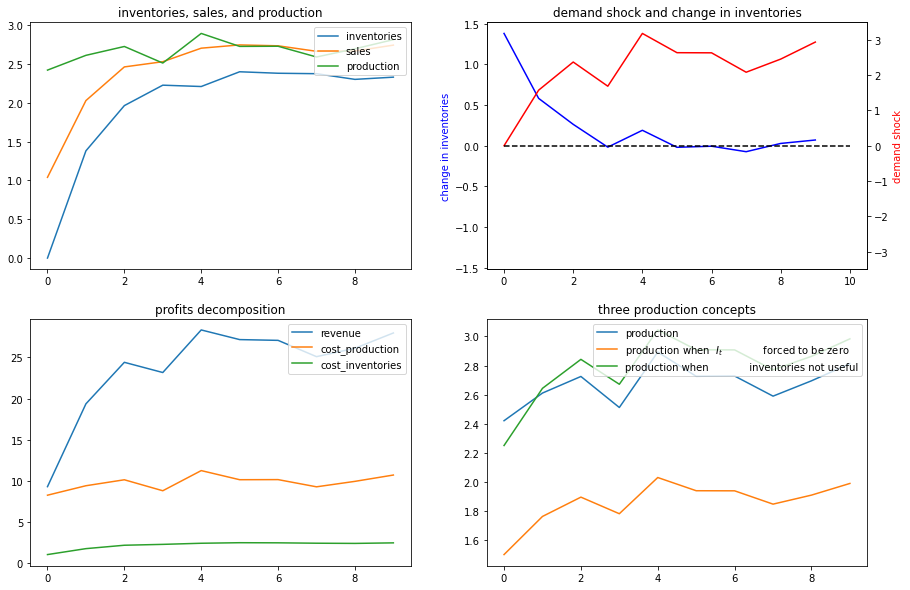 inventories, sales, and production
3.0
2.5
2.0
1.5
1.0
0.5
0.0
0 2 4 6 8
inventories
sales
production
demand shock and change in inventories
change in inventories
1.5
1.0
0.5
0.0
−0.5
−1.0
−1.5
3
2
1
0
−1
−2
−3
demand shock
0 2 4 6 8 10
profits decomposition
25
20
15
10
5
0
0 2 4 6 8
revenue
cost_production
cost_inventories
three production concepts
3.0
2.8
2.6
2.4
2.2
2.0
1.8
1.6
0 2 4 6 8
production
production when I_t forced to be zero
production when inventories not useful